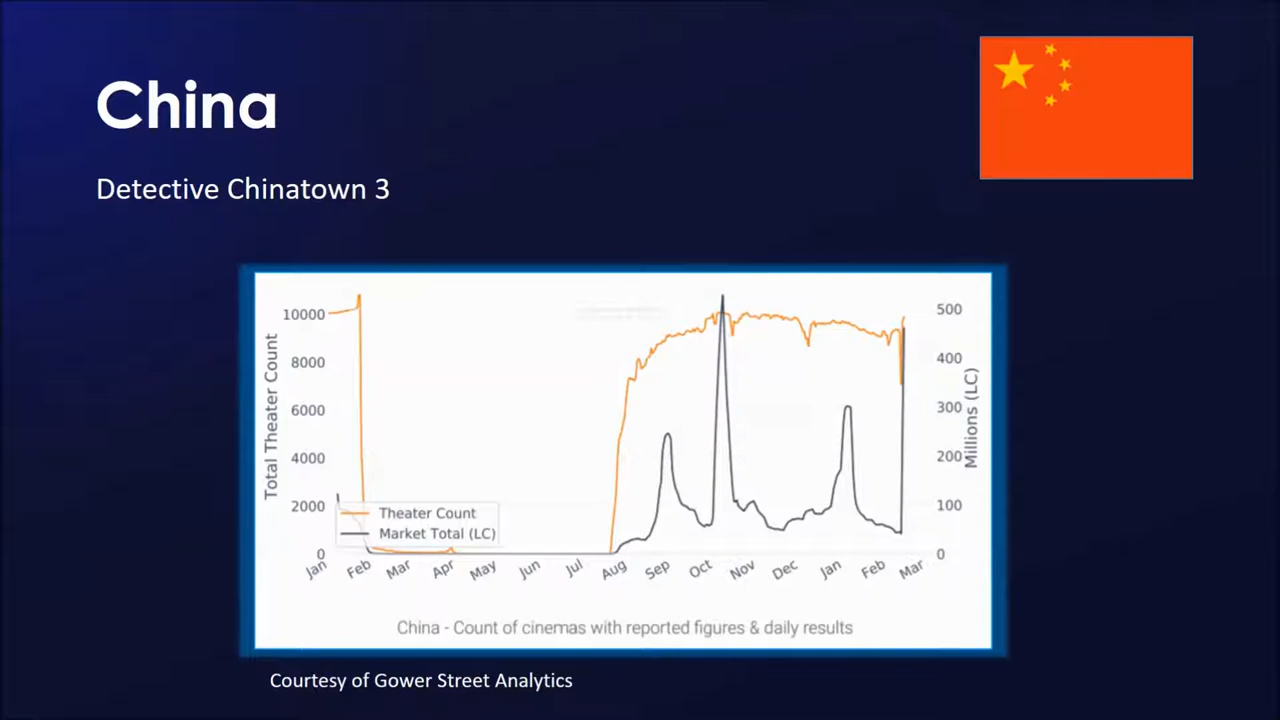 China
Detective Chinatown 3
Total Theater Count
10000
8000
6000
4000
2000
0
Theater Count
Market Total (LC)
500
400
300
200
100
0
Millions (LC)
Jan Feb Mar Apr May Jun Jul Aug Sep Oct Nov Dec Jan Feb Mar
China - Count of cinemas with reported figures & daily results
Courtesy of Gower Street Analytics